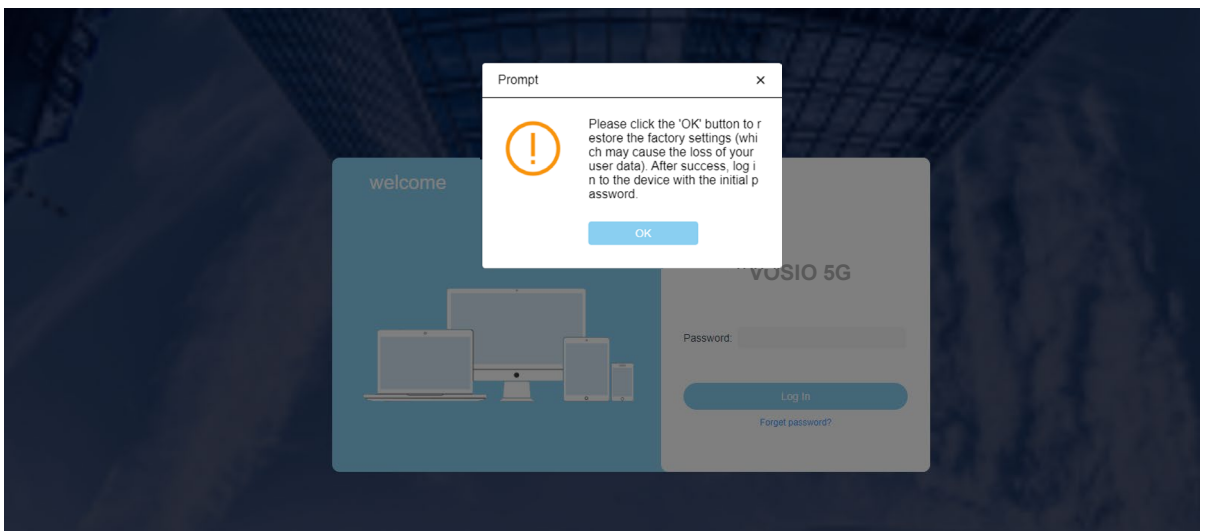 Prompt
×
Please click the 'OK' button to r
estore the factory settings (whi
ch may cause the loss of your
user data). After success, log i
n to the device with the initial p
assword.
OK
welcome
VOSIO 5G
Password:
Log In
Forget password?